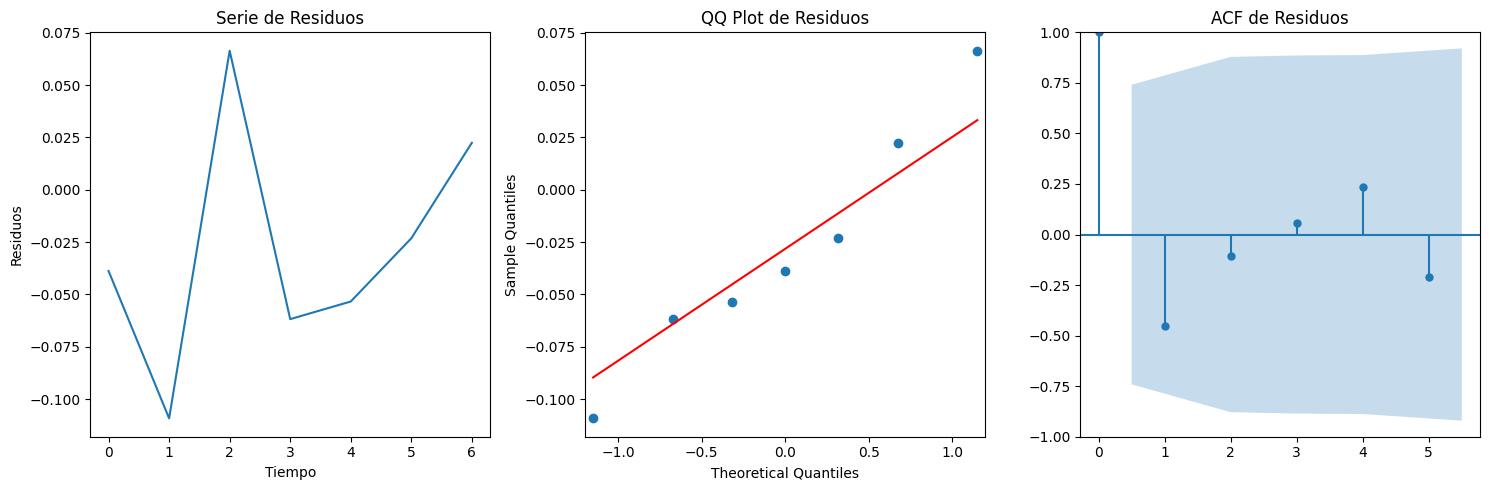 Serie de Residuos
0.075
0.050
0.025
0.000
−0.025
−0.050
−0.075
−0.100
Residuos
0 1 2 3 4 5 6
Tiempo
QQ Plot de Residuos
0.075
0.050
0.025
0.000
−0.025
−0.050
−0.075
−0.100
Sample Quantiles
−1.0 −0.5 0.0 0.5 1.0
Theoretical Quantiles
ACF de Residuos
1.00
0.75
0.50
0.25
0.00
−0.25
−0.50
−0.75
−1.00
0 1 2 3 4 5